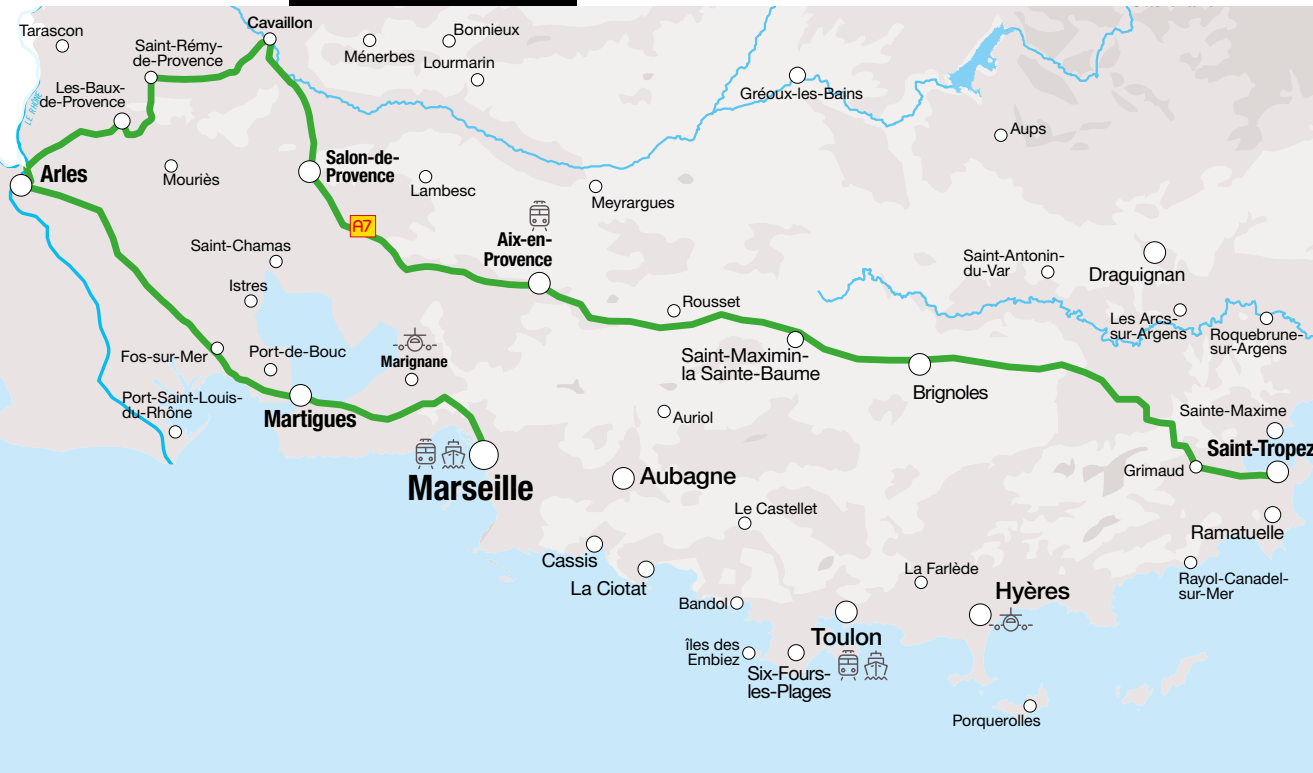 Tarascon
Cavaillon
Bonnieux
Saint-Rémy-
de-Provence
Ménerbes
Lourmarin
Les-Baux-
de-Provence
Gréoux-les-Bains
LE RHÔNE
Aups
Arles
Mouriès
Salon-de-
Provence
Lambesc
Meyrargues
A7
Saint-Chamas
Aix-en-
Provence
Saint-Antonin-
du-Var
Draguignan
Istres
Rousset
Les Arcs-
sur-Argens
Roquebrune-
sur-Argens
Fos-sur-Mer
Port-de-Bouc
Marignane
Saint-Maximin-
la Sainte-Baume
Brignoles
Port-Saint-Louis-
du-Rhône
Martigues
Auriol
Sainte-Maxime
Saint-Tropez
Grimaud
Marseille
Aubagne
Le Castellet
Ramatuelle
Cassis
La Ciotat
La Farlède
Rayol-Canadel-
sur-Mer
Hyères
Bandol
Toulon
îles des
Embiez
Six-Fours-
les-Plages
Porquerolles